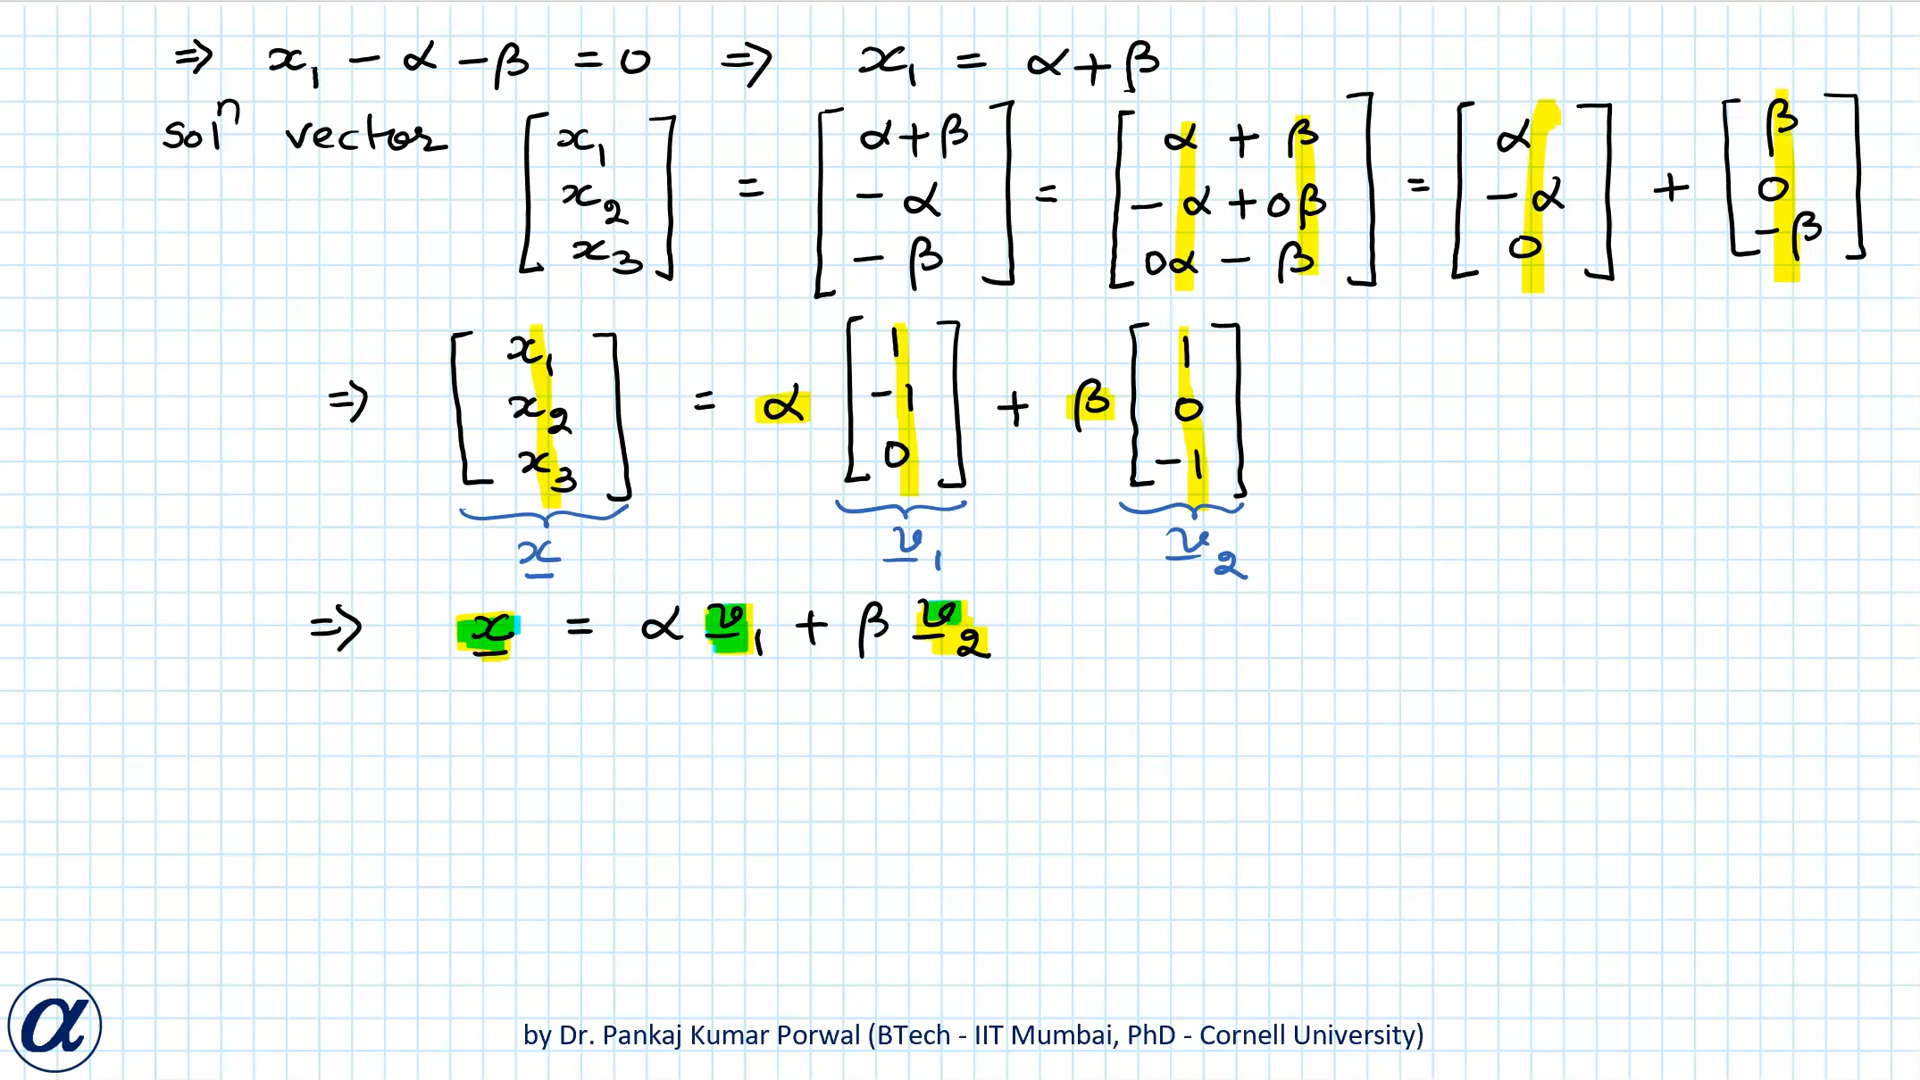 ⇒ x₁ - α - β = 0 ⇒ x₁ = α + β
solⁿ vector [x₁ x₂ x₃] = [α+β -α -β] = [α + β -α + 0β 0α - β] = [α -α 0] + [β 0 -β]
⇒ [x₁ x₂ x₃] = α [1 -1 0] + β [1 0 -1]
x v₁ v₂
⇒ x = α v₁ + β v₂
α
by Dr. Pankaj Kumar Porwal (BTech - IIT Mumbai, PhD - Cornell University)